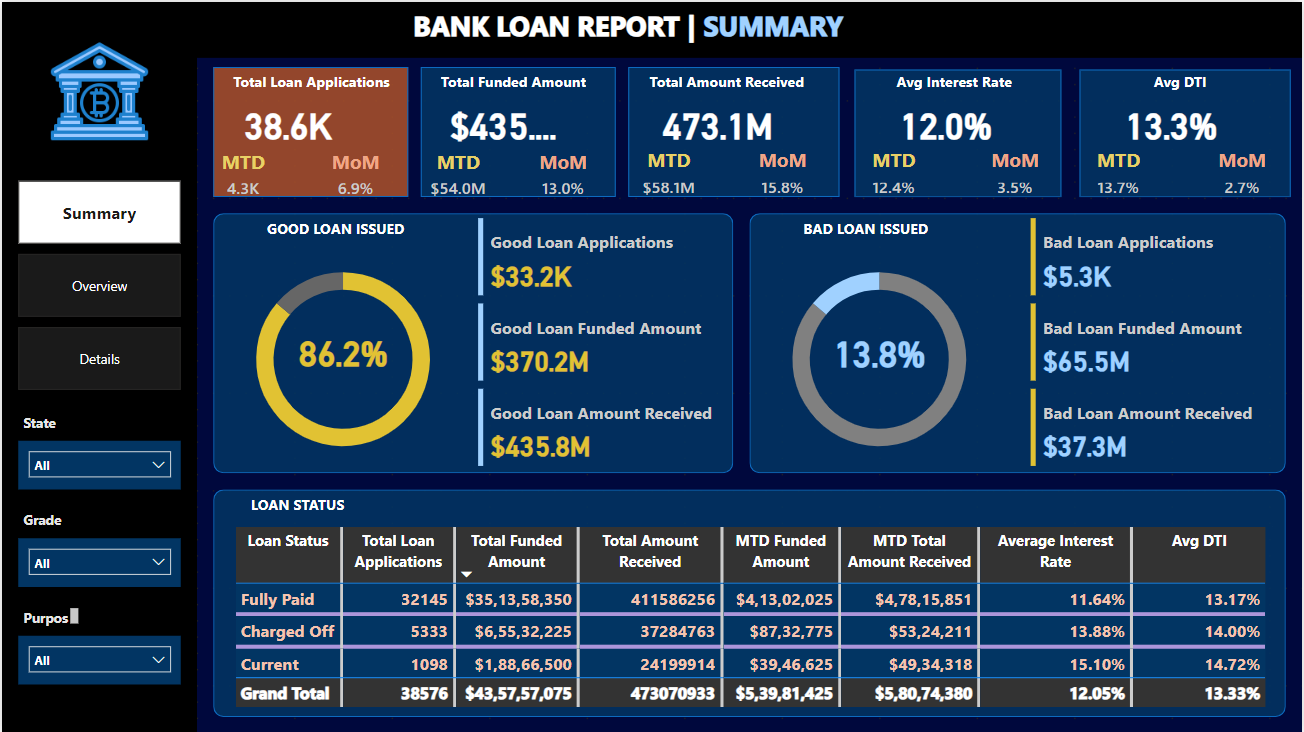 BANK LOAN REPORT | SUMMARY
Summary
Overview
Details
State
All
Grade
All
Purpos
All
Total Loan Applications
38.6K
MTD MoM
4.3K 6.9%
Total Funded Amount
$435....
MTD MoM
$54.0M 13.0%
Total Amount Received
473.1M
MTD MoM
$58.1M 15.8%
Avg Interest Rate
12.0%
MTD MoM
12.4% 3.5%
Avg DTI
13.3%
MTD MoM
13.7% 2.7%
GOOD LOAN ISSUED
86.2%
Good Loan Applications
$33.2K
Good Loan Funded Amount
$370.2M
Good Loan Amount Received
$435.8M
BAD LOAN ISSUED
13.8%
Bad Loan Applications
$5.3K
Bad Loan Funded Amount
$65.5M
Bad Loan Amount Received
$37.3M
LOAN STATUS
Loan Status Total Loan Total Funded Total Amount MTD Funded MTD Total Average Interest Avg DTI
Applications Amount Received Amount Amount Received Rate
Fully Paid 32145 $35,13,58,350 411586256 $4,13,02,025 $4,78,15,851 11.64% 13.17%
Charged Off 5333 $6,55,32,225 37284763 $87,32,775 $53,24,211 13.88% 14.00%
Current 1098 $1,88,66,500 24199914 $39,46,625 $49,34,318 15.10% 14.72%
Grand Total 38576 $43,57,57,075 473070933 $5,39,81,425 $5,80,74,380 12.05% 13.33%